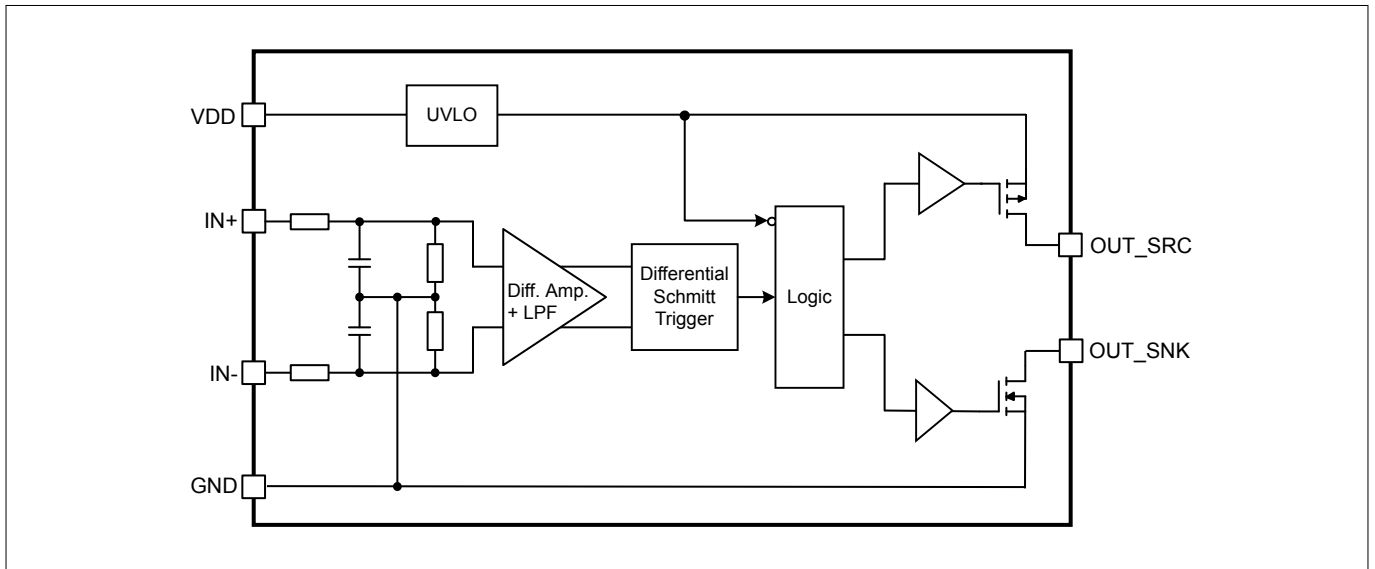 VDD
UVLO
IN+
Diff. Amp.
+ LPF
Differential
Schmitt
Trigger
Logic
OUT_SRC
OUT_SNK
IN-
GND